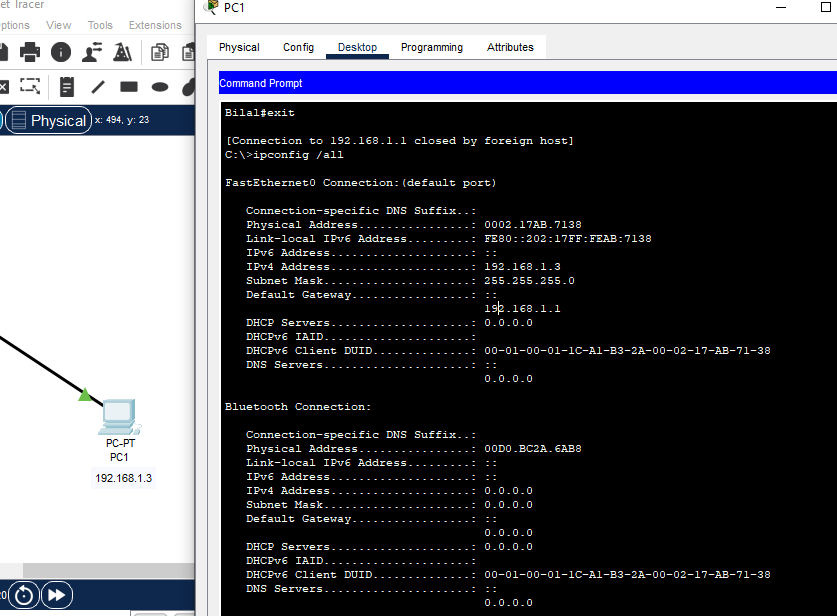 et Tracer
PC1
ptions View Tools Extensions
Physical Config Desktop Programming Attributes
Command Prompt
Physical x: 494, y: 23
Bilal#exit
[Connection to 192.168.1.1 closed by foreign host]
C:\>ipconfig /all
FastEthernet0 Connection:(default port)
Connection-specific DNS Suffix..:
Physical Address................: 0002.17AB.7138
Link-local IPv6 Address.........: FE80::202:17FF:FEAB:7138
IPv6 Address....................: ::
IPv4 Address....................: 192.168.1.3
Subnet Mask.....................: 255.255.255.0
Default Gateway.................: ::
192.168.1.1
DHCP Servers....................: 0.0.0.0
DHCPv6 IAID.....................:
DHCPv6 Client DUID..............: 00-01-00-01-1C-A1-B3-2A-00-02-17-AB-71-38
DNS Servers.....................: ::
0.0.0.0
Bluetooth Connection:
Connection-specific DNS Suffix..:
Physical Address................: 00D0.BC2A.6AB8
Link-local IPv6 Address.........: ::
IPv6 Address....................: ::
IPv4 Address....................: 0.0.0.0
Subnet Mask.....................: 0.0.0.0
Default Gateway.................: ::
0.0.0.0
DHCP Servers....................: 0.0.0.0
DHCPv6 IAID.....................:
DHCPv6 Client DUID..............: 00-01-00-01-1C-A1-B3-2A-00-02-17-AB-71-38
DNS Servers.....................: ::
0.0.0.0
PC-PT
PC1
192.168.1.3